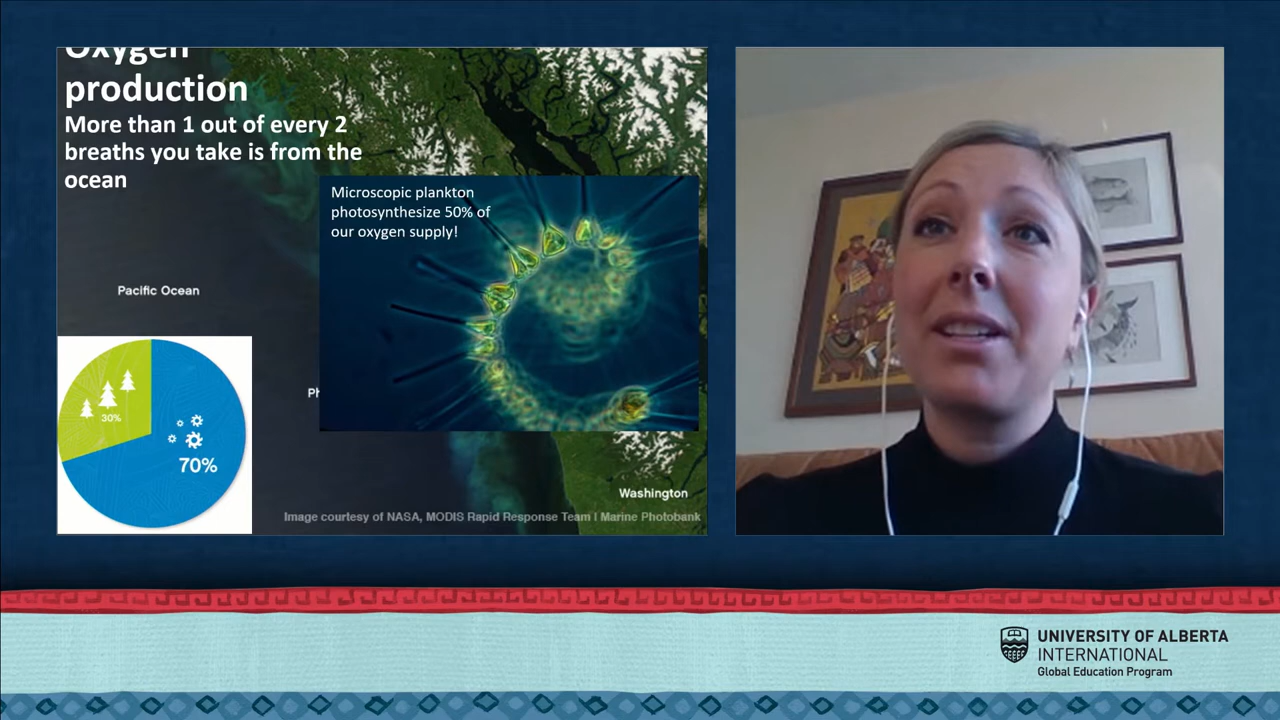 Oxygen
production
More than 1 out of every 2
breaths you take is from the
ocean
Microscopic plankton
photosynthesize 50% of
our oxygen supply!
Pacific Ocean
Ph
30%
70%
Washington
Image courtesy of NASA, MODIS Rapid Response Team | Marine Photobank
UNIVERSITY OF ALBERTA
INTERNATIONAL
Global Education Program